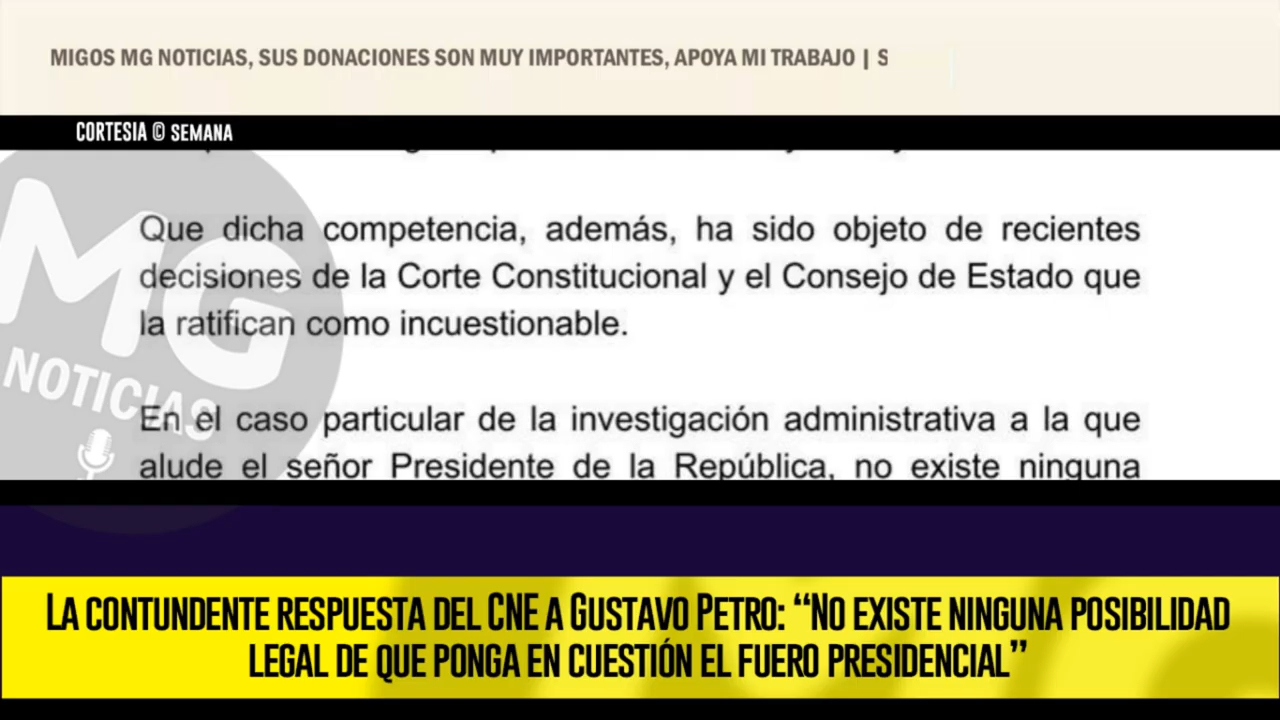 MIGOS MG NOTICIAS, SUS DONACIONES SON MUY IMPORTANTES, APOYA MI TRABAJO | S
CORTESIA © SEMANA
Que dicha competencia, además, ha sido objeto de recientes
decisiones de la Corte Constitucional y el Consejo de Estado que
la ratifican como incuestionable.
En el caso particular de la investigación administrativa a la que
alude el señor Presidente de la República, no existe ninguna
MG
NOTICIAS
LA CONTUNDENTE RESPUESTA DEL CNE A GUSTAVO PETRO: “NO EXISTE NINGUNA POSIBILIDAD
LEGAL DE QUE PONGA EN CUESTIÓN EL FUERO PRESIDENCIAL”